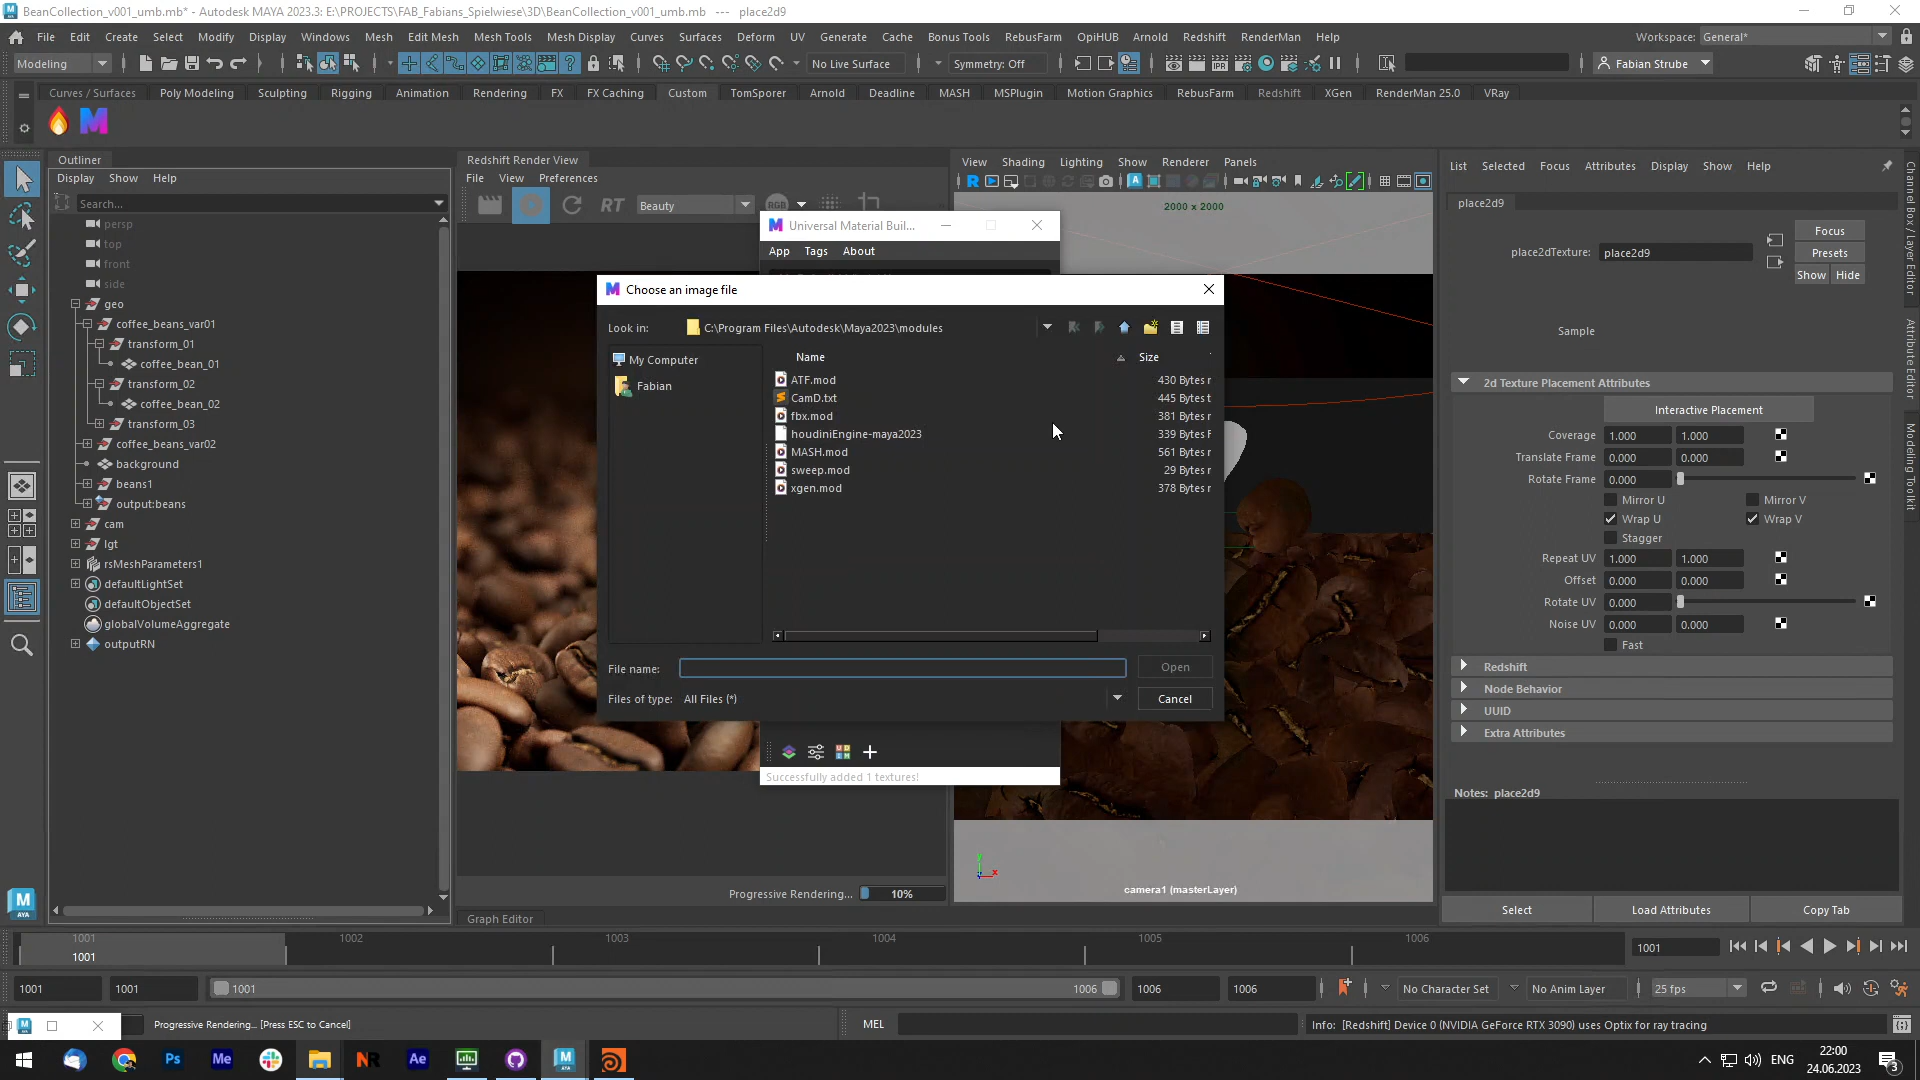 BeanCollection_v001_umb.mb* - Autodesk MAYA 2023.3: E:\PROJECTS\FAB_Fabians_Spielwiese\3D\BeanCollection_v001_umb.mb   ---   place2d9
File Edit Create Select Modify Display Windows Mesh Edit Mesh Mesh Tools Mesh Display Curves Surfaces Deform UV Generate Cache Bonus Tools RebusFarm OpiHUB Arnold Redshift RenderMan Help
Workspace: General*
Modeling
No Live Surface
Symmetry: Off
Fabian Strube
Curves / Surfaces Poly Modeling Sculpting Rigging Animation Rendering FX FX Caching Custom TomSporer Arnold Deadline MASH MSPlugin Motion Graphics RebusFarm Redshift XGen RenderMan 25.0 VRay
Outliner
Display Show Help
Search...
persp
top
front
side
geo
coffee_beans_var01
transform_01
coffee_bean_01
transform_02
coffee_bean_02
transform_03
coffee_beans_var02
background
beans1
output:beans
cam
lgt
rsMeshParameters1
defaultLightSet
defaultObjectSet
globalVolumeAggregate
outputRN
Redshift Render View
File View Preferences
RT
Beauty
RGB
Progressive Rendering... 10%
Graph Editor
Universal Material Buil...
App Tags About
Successfully added 1 textures!
Choose an image file
Look in: C:\Program Files\Autodesk\Maya2023\modules
My Computer
Fabian
Name Size
ATF.mod 430 Bytes
CamD.txt 445 Bytes
fbx.mod 381 Bytes
houdiniEngine-maya2023 339 Bytes
MASH.mod 561 Bytes
sweep.mod 29 Bytes
xgen.mod 378 Bytes
File name:
Open
Files of type: All Files (*)
Cancel
View Shading Lighting Show Renderer Panels
2000 x 2000
camera1 (masterLayer)
List Selected Focus Attributes Display Show Help
place2d9
place2dTexture: place2d9
Focus
Presets
Show Hide
Sample
2d Texture Placement Attributes
Interactive Placement
Coverage 1.000 1.000
Translate Frame 0.000 0.000
Rotate Frame 0.000
Mirror U Mirror V
Wrap U Wrap V
Stagger
Repeat UV 1.000 1.000
Offset 0.000 0.000
Rotate UV 0.000
Noise UV 0.000 0.000
Fast
Redshift
Node Behavior
UUID
Extra Attributes
Notes: place2d9
Select Load Attributes Copy Tab
Channel Box / Layer Editor
Attribute Editor
Modeling Toolkit
1001 1002 1003 1004 1005 1006
1001
1001
1001 1001 1001 1006 1006 1006
No Character Set
No Anim Layer
25 fps
Progressive Rendering... [Press ESC to Cancel]
MEL
Info: [Redshift] Device 0 (NVIDIA GeForce RTX 3090) uses Optix for ray tracing
ENG
22:00
24.06.2023
3